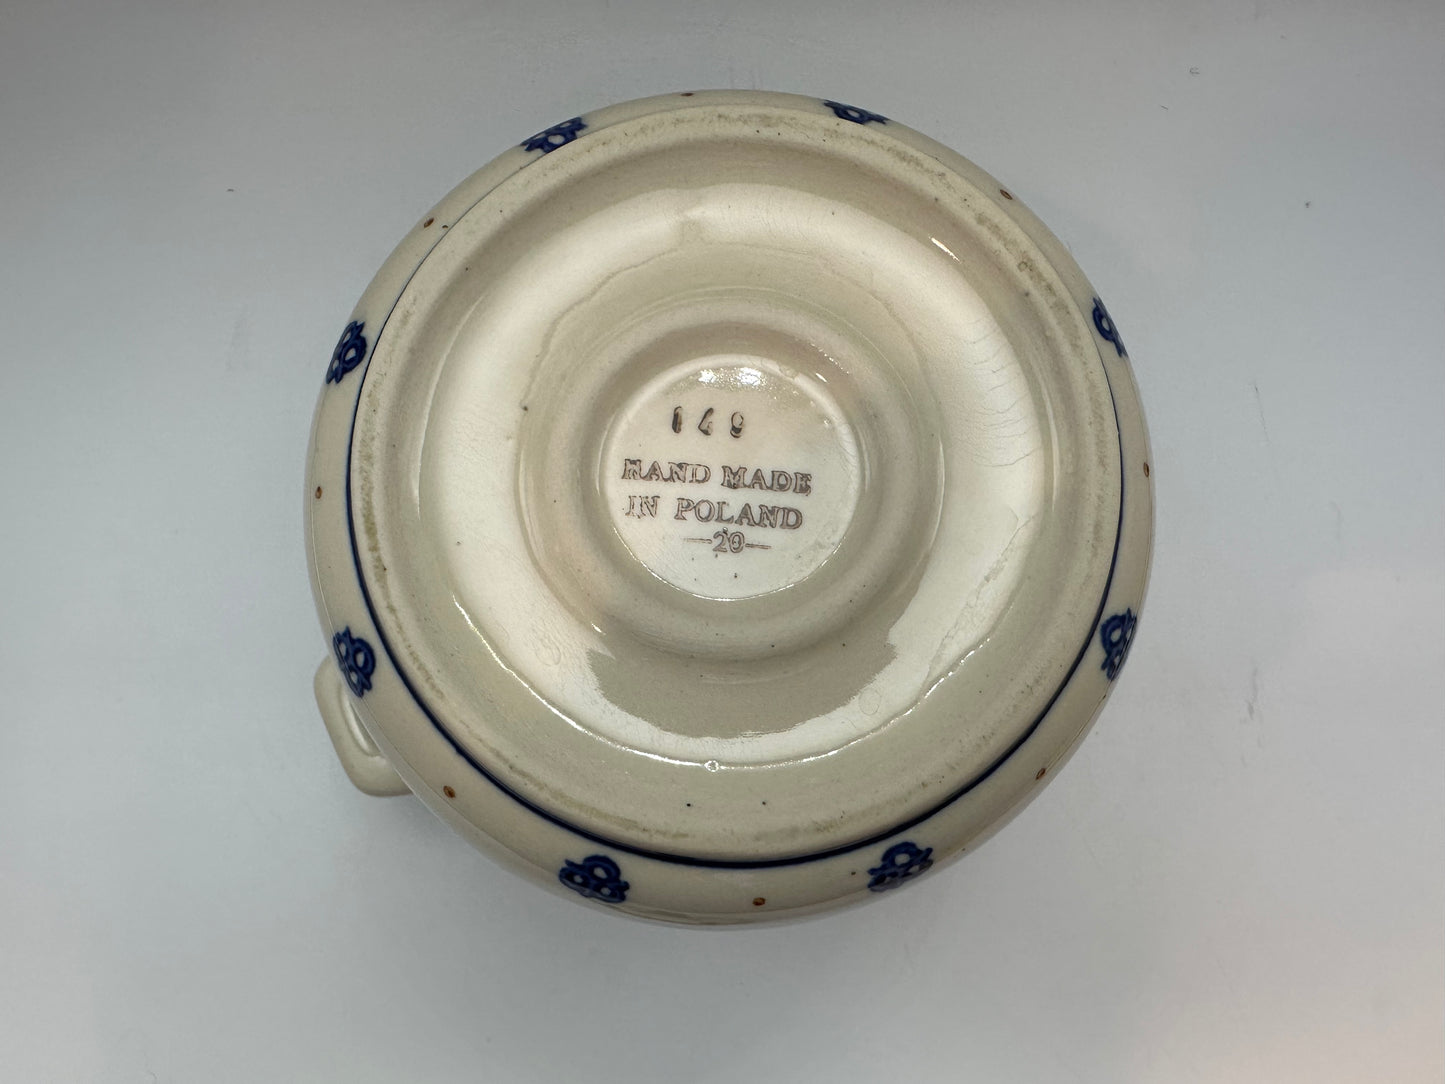 149
HAND MADE
IN POLAND
—20—